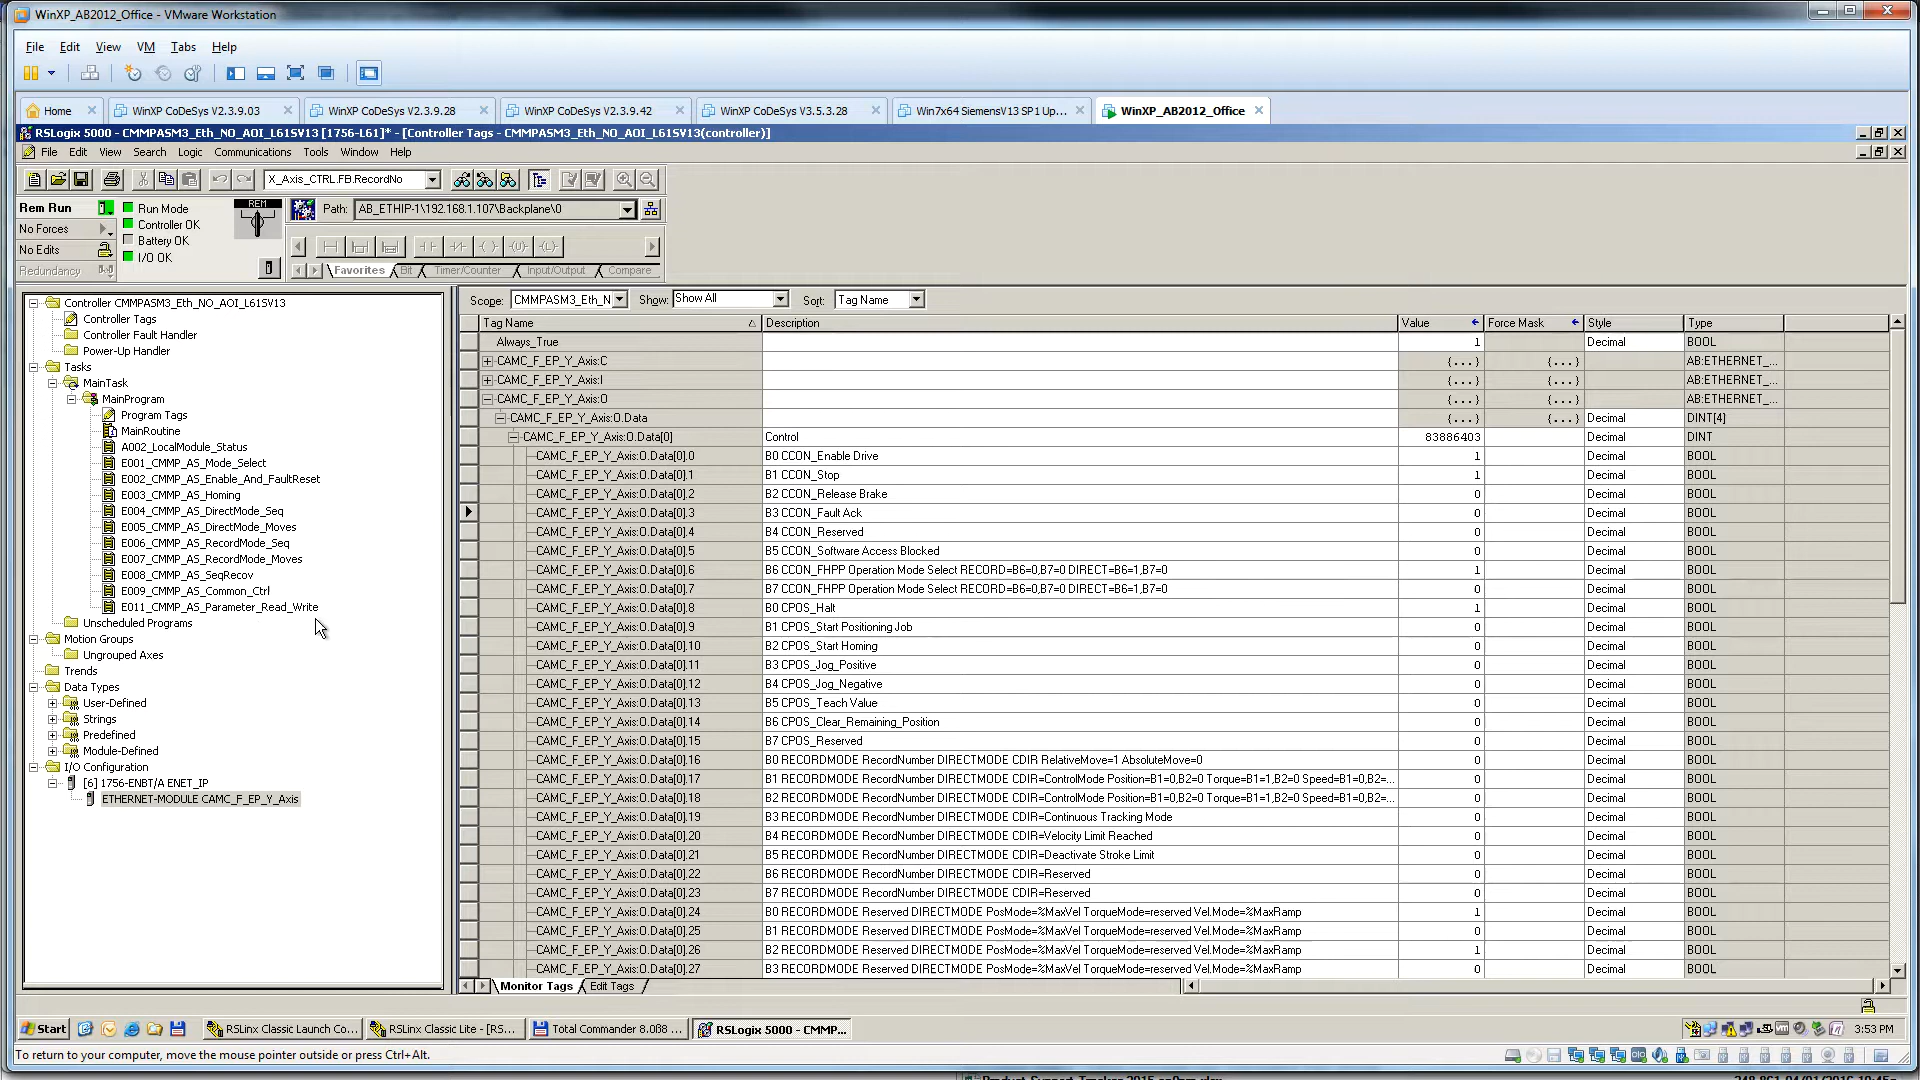 WinXP_AB2012_Office - VMware Workstation
File Edit View VM Tabs Help
Home WinXP CoDeSys V2.3.9.03 WinXP CoDeSys V2.3.9.28 WinXP CoDeSys V2.3.9.42 WinXP CoDeSys V3.5.3.28 Win7x64 SiemensV13 SP1 Up... WinXP_AB2012_Office
RSLogix 5000 - CMMPASM3_Eth_NO_AOI_L61SV13 [1756-L61]* - [Controller Tags - CMMPASM3_Eth_NO_AOI_L61SV13(controller)]
File Edit View Search Logic Communications Tools Window Help
X_Axis_CTRL.FB.RecordNo
Rem Run Run Mode REM Path: AB_ETHIP-1\192.168.1.107\Backplane\0
No Forces Controller OK
No Edits Battery OK
Redundancy I/O OK
Favorites Bit Timer/Counter Input/Output Compare
Controller CMMPASM3_Eth_NO_AOI_L61SV13
Controller Tags
Controller Fault Handler
Power-Up Handler
Tasks
MainTask
MainProgram
Program Tags
MainRoutine
A002_LocalModule_Status
E001_CMMP_AS_Mode_Select
E002_CMMP_AS_Enable_And_FaultReset
E003_CMMP_AS_Homing
E004_CMMP_AS_DirectMode_Seq
E005_CMMP_AS_DirectMode_Moves
E006_CMMP_AS_RecordMode_Seq
E007_CMMP_AS_RecordMode_Moves
E008_CMMP_AS_SeqRecov
E009_CMMP_AS_Common_Ctrl
E011_CMMP_AS_Parameter_Read_Write
Unscheduled Programs
Motion Groups
Ungrouped Axes
Trends
Data Types
User-Defined
Strings
Predefined
Module-Defined
I/O Configuration
[6] 1756-ENBT/A ENET_IP
ETHERNET-MODULE CAMC_F_EP_Y_Axis
Scope: CMMPASM3_Eth_N Show: Show All Sort: Tag Name
Tag Name Description Value Force Mask Style Type
Always_True 1 Decimal BOOL
CAMC_F_EP_Y_Axis:C {...} {...} AB:ETHERNET_...
CAMC_F_EP_Y_Axis:I {...} {...} AB:ETHERNET_...
CAMC_F_EP_Y_Axis:O {...} {...} AB:ETHERNET_...
CAMC_F_EP_Y_Axis:O.Data {...} {...} Decimal DINT[4]
CAMC_F_EP_Y_Axis:O.Data[0] Control 83886403 Decimal DINT
CAMC_F_EP_Y_Axis:O.Data[0].0 B0 CCON_Enable Drive 1 Decimal BOOL
CAMC_F_EP_Y_Axis:O.Data[0].1 B1 CCON_Stop 1 Decimal BOOL
CAMC_F_EP_Y_Axis:O.Data[0].2 B2 CCON_Release Brake 0 Decimal BOOL
CAMC_F_EP_Y_Axis:O.Data[0].3 B3 CCON_Fault Ack 0 Decimal BOOL
CAMC_F_EP_Y_Axis:O.Data[0].4 B4 CCON_Reserved 0 Decimal BOOL
CAMC_F_EP_Y_Axis:O.Data[0].5 B5 CCON_Software Access Blocked 0 Decimal BOOL
CAMC_F_EP_Y_Axis:O.Data[0].6 B6 CCON_FHPP Operation Mode Select RECORD=B6=0,B7=0 DIRECT=B6=1,B7=0 1 Decimal BOOL
CAMC_F_EP_Y_Axis:O.Data[0].7 B7 CCON_FHPP Operation Mode Select RECORD=B6=0,B7=0 DIRECT=B6=1,B7=0 0 Decimal BOOL
CAMC_F_EP_Y_Axis:O.Data[0].8 B0 CPOS_Halt 1 Decimal BOOL
CAMC_F_EP_Y_Axis:O.Data[0].9 B1 CPOS_Start Positioning Job 0 Decimal BOOL
CAMC_F_EP_Y_Axis:O.Data[0].10 B2 CPOS_Start Homing 0 Decimal BOOL
CAMC_F_EP_Y_Axis:O.Data[0].11 B3 CPOS_Jog_Positive 0 Decimal BOOL
CAMC_F_EP_Y_Axis:O.Data[0].12 B4 CPOS_Jog_Negative 0 Decimal BOOL
CAMC_F_EP_Y_Axis:O.Data[0].13 B5 CPOS_Teach Value 0 Decimal BOOL
CAMC_F_EP_Y_Axis:O.Data[0].14 B6 CPOS_Clear_Remaining_Position 0 Decimal BOOL
CAMC_F_EP_Y_Axis:O.Data[0].15 B7 CPOS_Reserved 0 Decimal BOOL
CAMC_F_EP_Y_Axis:O.Data[0].16 B0 RECORDMODE RecordNumber DIRECTMODE CDIR RelativeMove=1 AbsoluteMove=0 0 Decimal BOOL
CAMC_F_EP_Y_Axis:O.Data[0].17 B1 RECORDMODE RecordNumber DIRECTMODE CDIR=ControlMode Position=B1=0,B2=0 Torque=B1=1,B2=0 Speed=B1=0,B2=... 0 Decimal BOOL
CAMC_F_EP_Y_Axis:O.Data[0].18 B2 RECORDMODE RecordNumber DIRECTMODE CDIR=ControlMode Position=B1=0,B2=0 Torque=B1=1,B2=0 Speed=B1=0,B2=... 0 Decimal BOOL
CAMC_F_EP_Y_Axis:O.Data[0].19 B3 RECORDMODE RecordNumber DIRECTMODE CDIR=Continuous Tracking Mode 0 Decimal BOOL
CAMC_F_EP_Y_Axis:O.Data[0].20 B4 RECORDMODE RecordNumber DIRECTMODE CDIR=Velocity Limit Reached 0 Decimal BOOL
CAMC_F_EP_Y_Axis:O.Data[0].21 B5 RECORDMODE RecordNumber DIRECTMODE CDIR=Deactivate Stroke Limit 0 Decimal BOOL
CAMC_F_EP_Y_Axis:O.Data[0].22 B6 RECORDMODE RecordNumber DIRECTMODE CDIR=Reserved 0 Decimal BOOL
CAMC_F_EP_Y_Axis:O.Data[0].23 B7 RECORDMODE RecordNumber DIRECTMODE CDIR=Reserved 0 Decimal BOOL
CAMC_F_EP_Y_Axis:O.Data[0].24 B0 RECORDMODE Reserved DIRECTMODE PosMode=%MaxVel TorqueMode=reserved Vel.Mode=%MaxRamp 1 Decimal BOOL
CAMC_F_EP_Y_Axis:O.Data[0].25 B1 RECORDMODE Reserved DIRECTMODE PosMode=%MaxVel TorqueMode=reserved Vel.Mode=%MaxRamp 0 Decimal BOOL
CAMC_F_EP_Y_Axis:O.Data[0].26 B2 RECORDMODE Reserved DIRECTMODE PosMode=%MaxVel TorqueMode=reserved Vel.Mode=%MaxRamp 1 Decimal BOOL
CAMC_F_EP_Y_Axis:O.Data[0].27 B3 RECORDMODE Reserved DIRECTMODE PosMode=%MaxVel TorqueMode=reserved Vel.Mode=%MaxRamp 0 Decimal BOOL
Monitor Tags Edit Tags
Start RSLinx Classic Launch Co... RSLinx Classic Lite - [RS... Total Commander 8.0ß8 ... RSLogix 5000 - CMMP... 3:53 PM
To return to your computer, move the mouse pointer outside or press Ctrl+Alt.